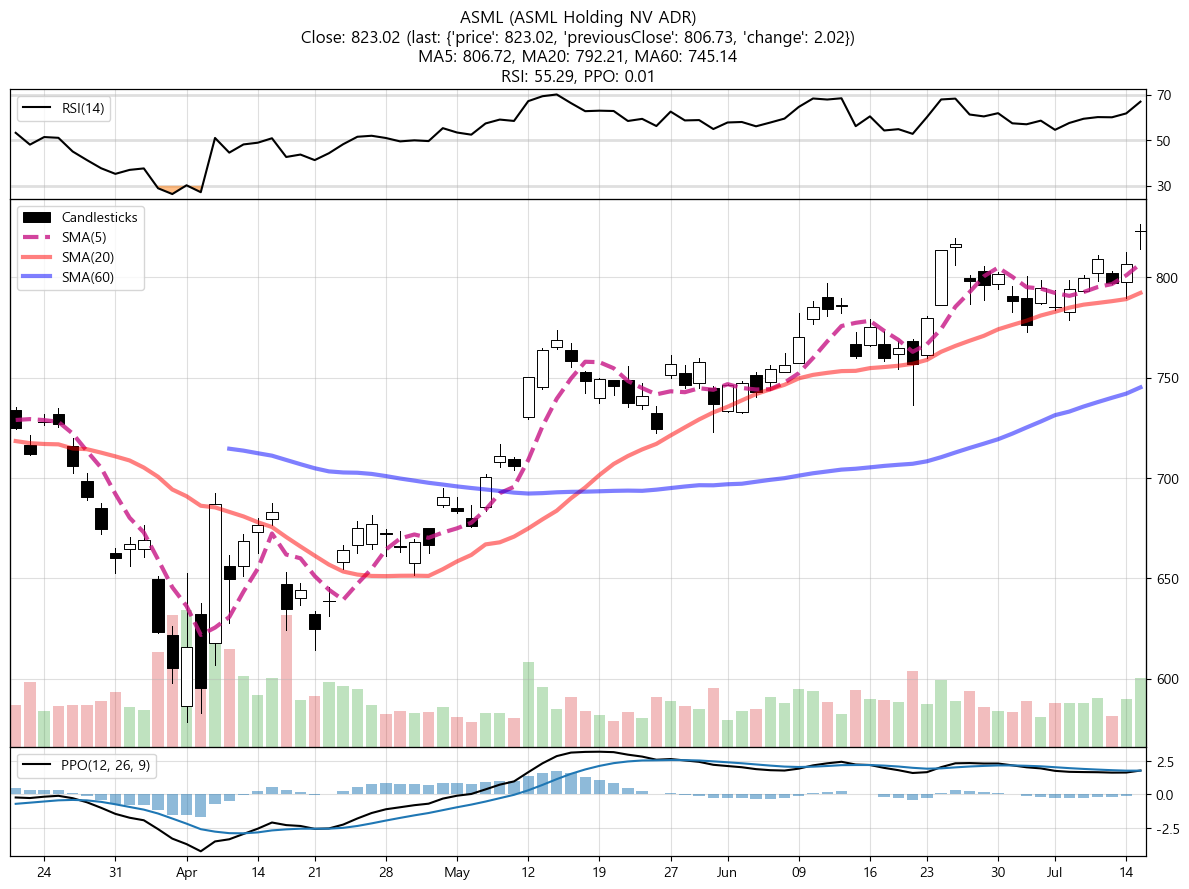 ASML (ASML Holding NV ADR)
Close: 823.02 (last: {'price': 823.02, 'previousClose': 806.73, 'change': 2.02})
MA5: 806.72, MA20: 792.21, MA60: 745.14
RSI: 55.29, PPO: 0.01
RSI(14)
70
50
30
Candlesticks
SMA(5)
SMA(20)
SMA(60)
800
750
700
650
600
PPO(12, 26, 9)
2.5
0.0
-2.5
24 31 Apr 14 21 28 May 12 19 27 Jun 09 16 23 30 Jul 14